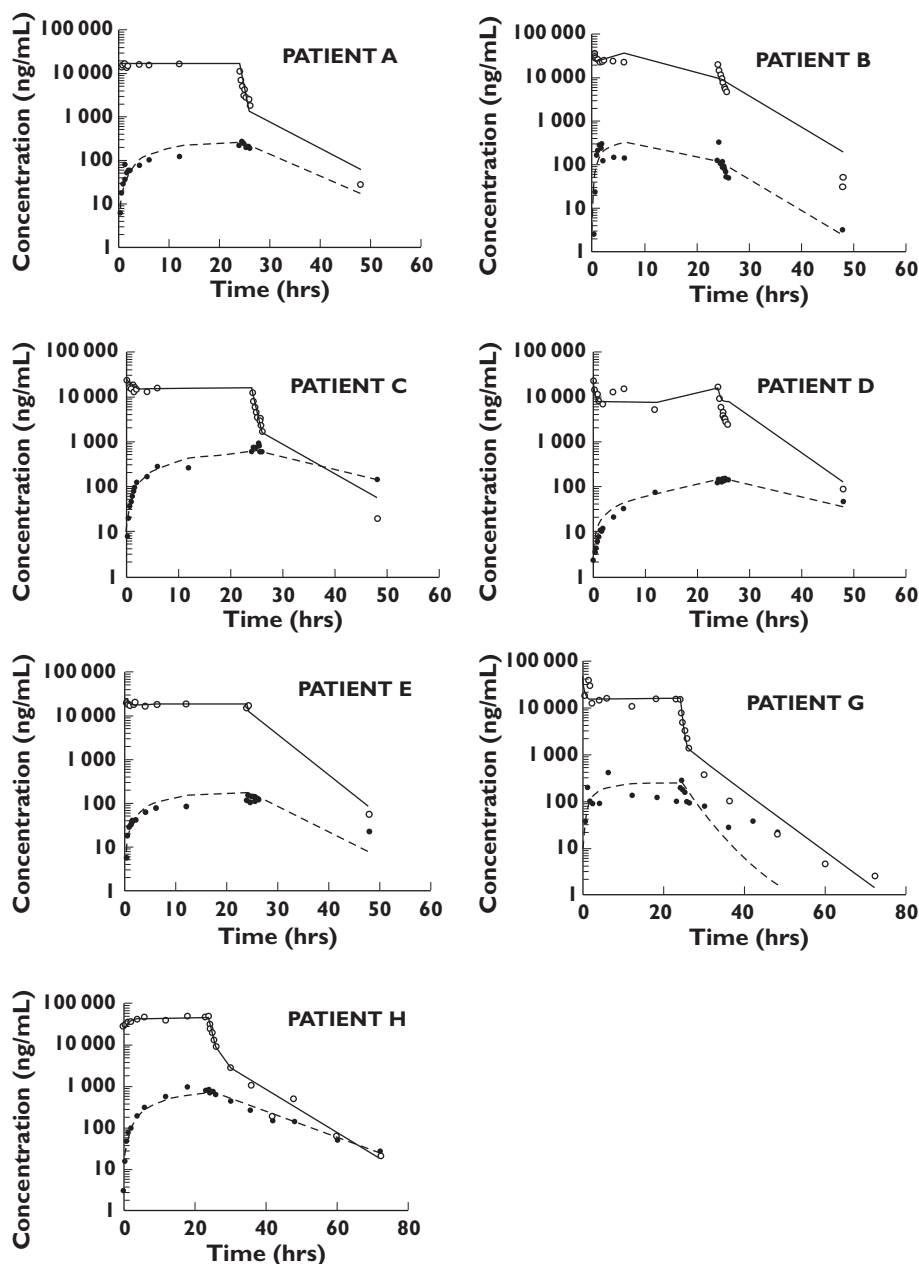 PATIENT A
Concentration (ng/mL)
100 000
10 000
1 000
100
10
1
0 10 20 30 40 50 60
Time (hrs)
PATIENT B
Concentration (ng/mL)
100 000
10 000
1 000
100
10
1
0 10 20 30 40 50 60
Time (hrs)
PATIENT C
Concentration (ng/mL)
100 000
10 000
1 000
100
10
1
0 10 20 30 40 50 60
Time (hrs)
PATIENT D
Concentration (ng/mL)
100 000
10 000
1 000
100
10
1
0 10 20 30 40 50 60
Time (hrs)
PATIENT E
Concentration (ng/mL)
100 000
10 000
1 000
100
10
1
0 10 20 30 40 50 60
Time (hrs)
PATIENT G
Concentration (ng/mL)
100 000
10 000
1 000
100
10
1
0 20 40 60 80
Time (hrs)
PATIENT H
Concentration (ng/mL)
100 000
10 000
1 000
100
10
1
0 20 40 60 80
Time (hrs)